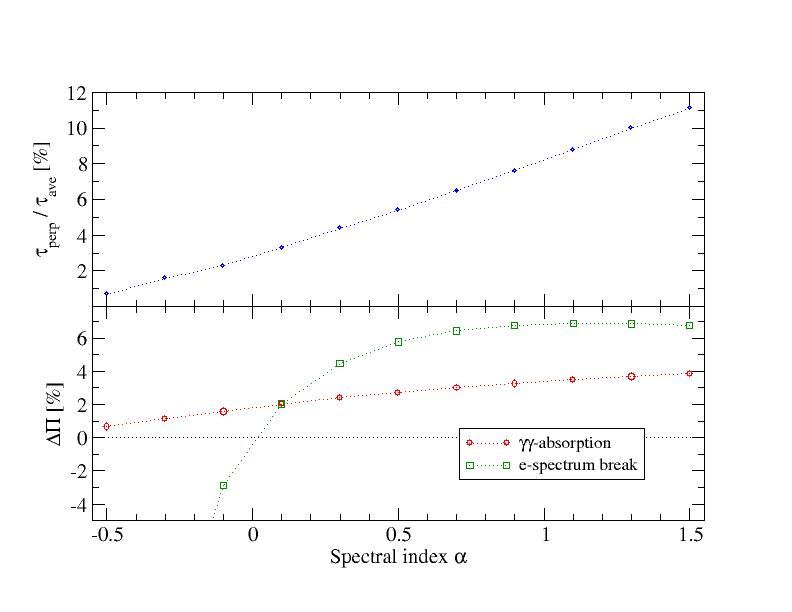 12
10
8
6
4
2
τperp / τave [%]
6
4
2
0
-2
-4
ΔΠ [%]
γγ-absorption
e-spectrum break
-0.5 0 0.5 1 1.5
Spectral index α